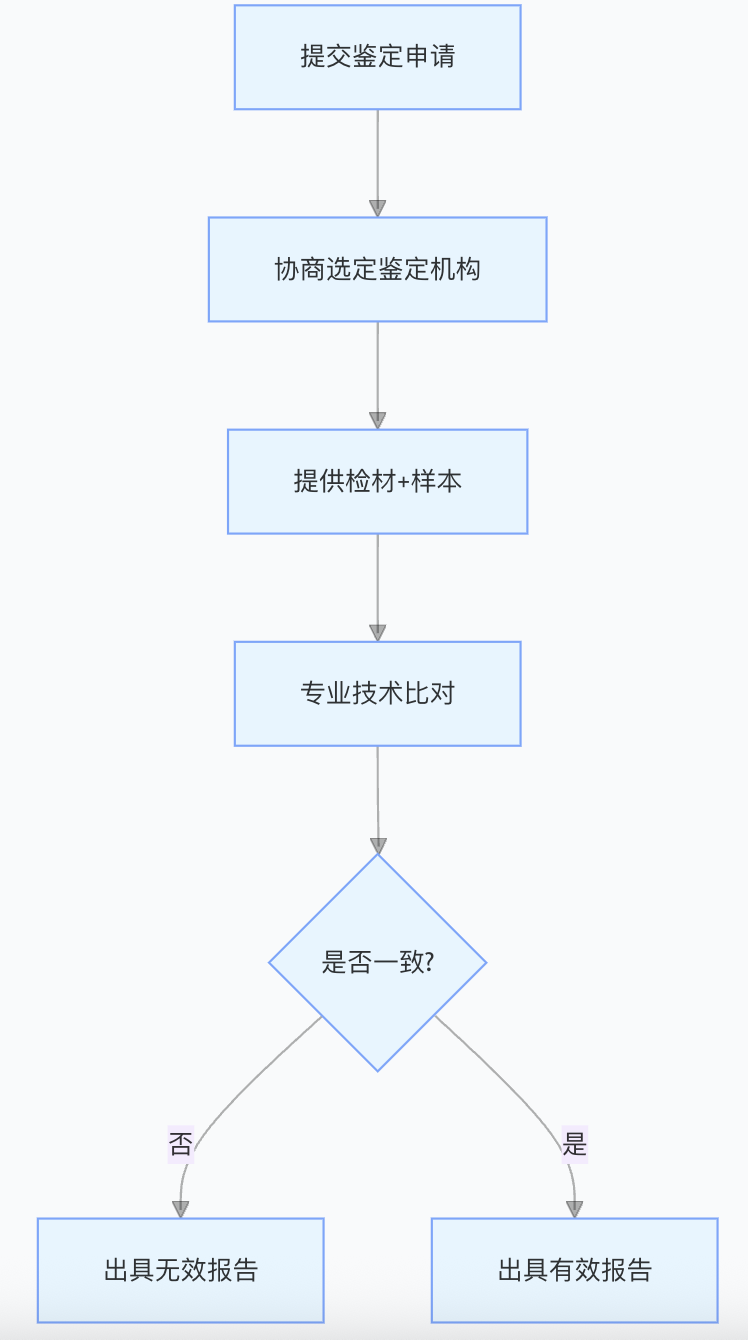 提交鉴定申请
协商选定鉴定机构
提供检材+样本
专业技术比对
是否一致?
否
是
出具无效报告
出具有效报告